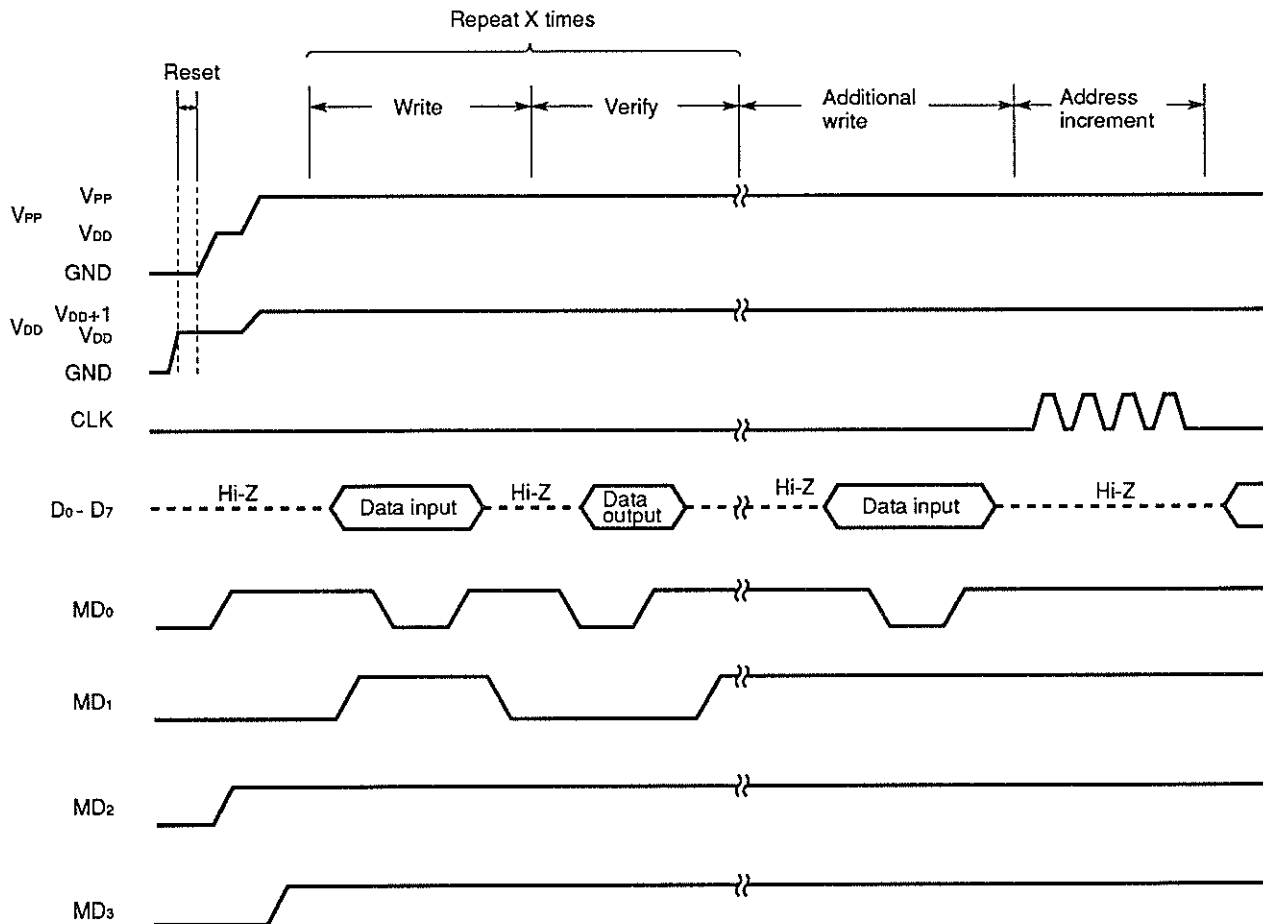 Repeat X times
Reset
Write
Verify
Additional
write
Address
increment
VPP
VPP
VDD
GND
VDD
VDD+1
VDD
GND
CLK
D0 - D7
Hi-Z
Data input
Hi-Z
Data
output
Hi-Z
Data input
Hi-Z
MD0
MD1
MD2
MD3